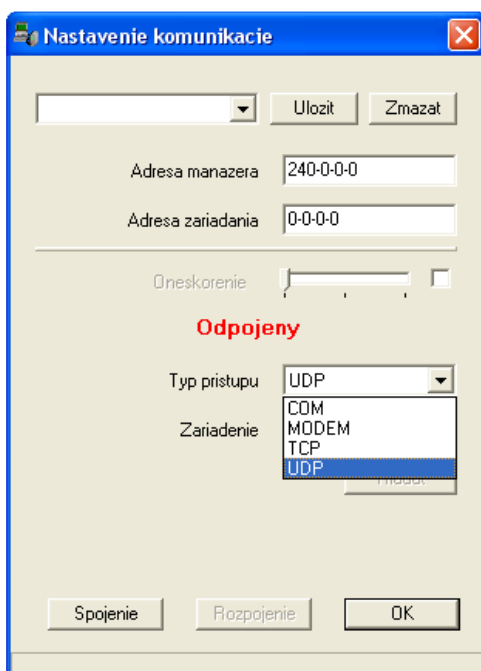 Nastavenie komunikacie
Ulozit Zmazat
Adresa manazera 240-0-0-0
Adresa zariadania 0-0-0-0
Oneskorenie
Odpojeny
Typ pristupu UDP
COM
Zariadenie MODEM
TCP
UDP
Spojenie Rozpojenie OK